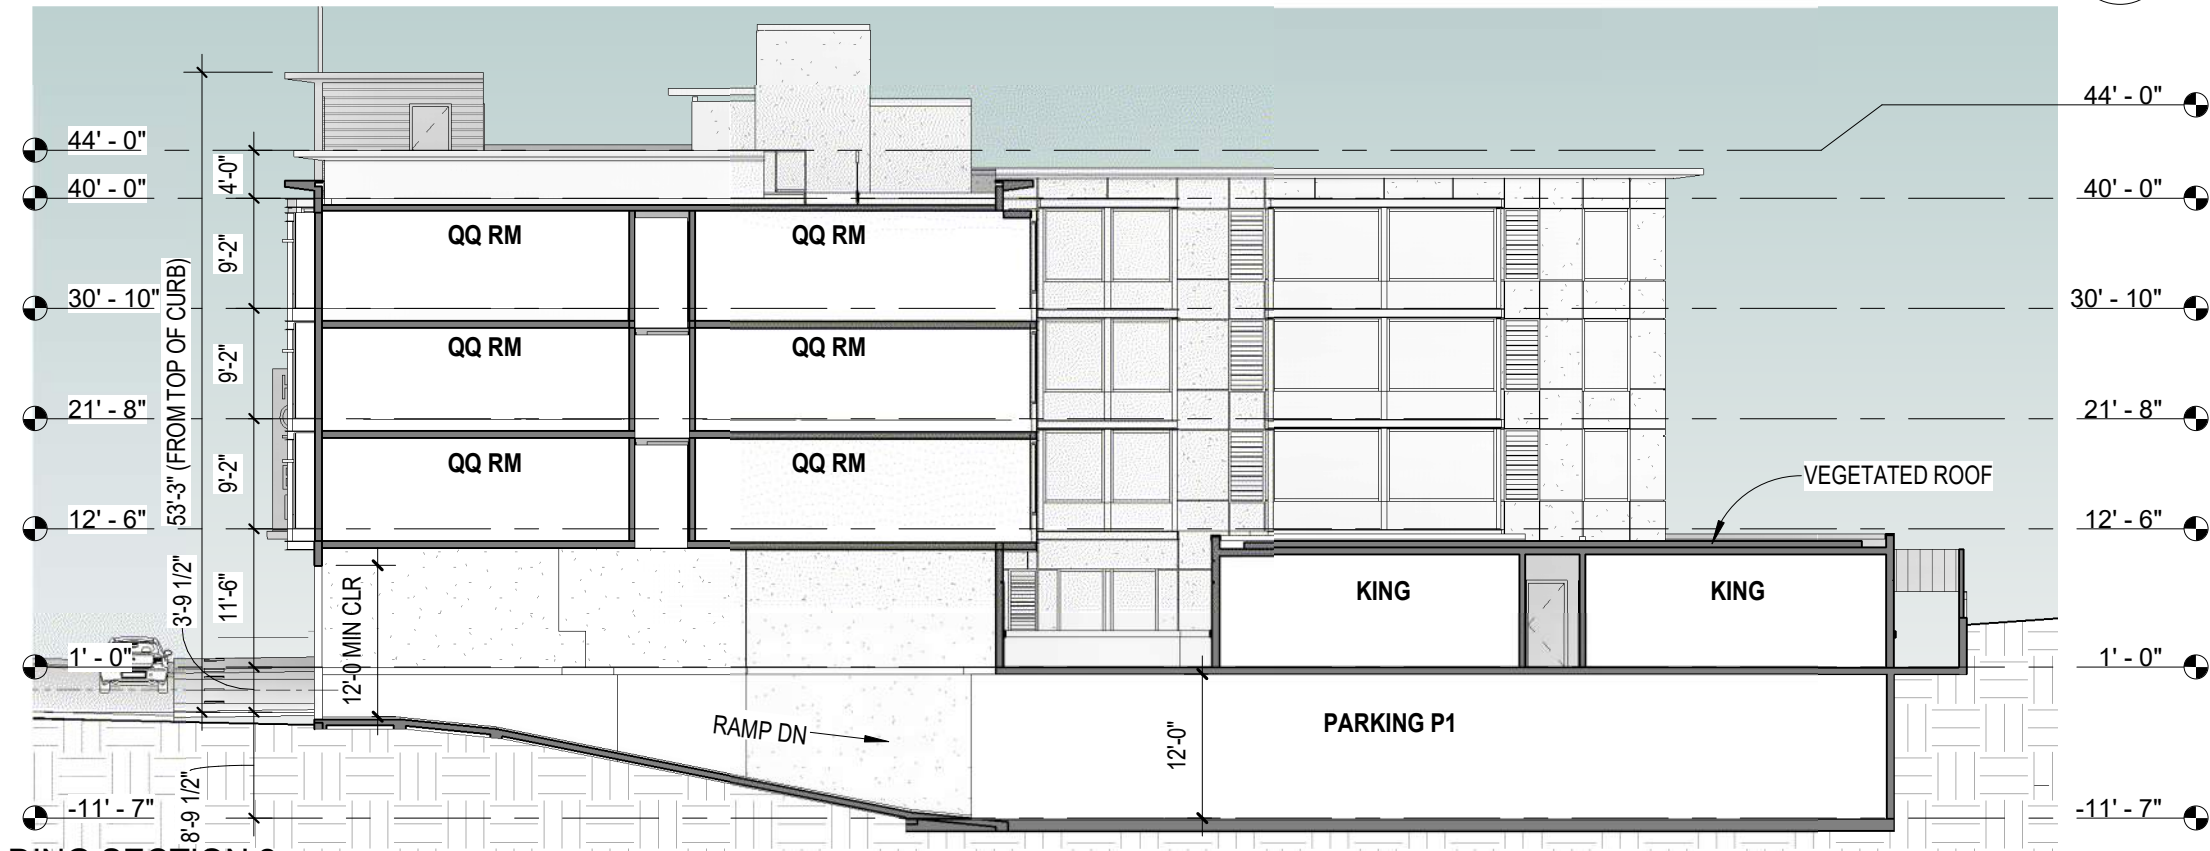 44' - 0"
44' - 0"
4'-0"
40' - 0"
40' - 0"
QQ RM
QQ RM
9'-2"
53'-3" (FROM TOP OF CURB)
30' - 10"
30' - 10"
QQ RM
QQ RM
9'-2"
21' - 8"
21' - 8"
QQ RM
QQ RM
9'-2"
VEGETATED ROOF
12' - 6"
12' - 6"
3'-9 1/2"
11'-6"
12'-0 MIN CLR
KING
KING
1' - 0"
1' - 0"
RAMP DN
PARKING P1
12'-0"
8'-9 1/2"
-11' - 7"
-11' - 7"